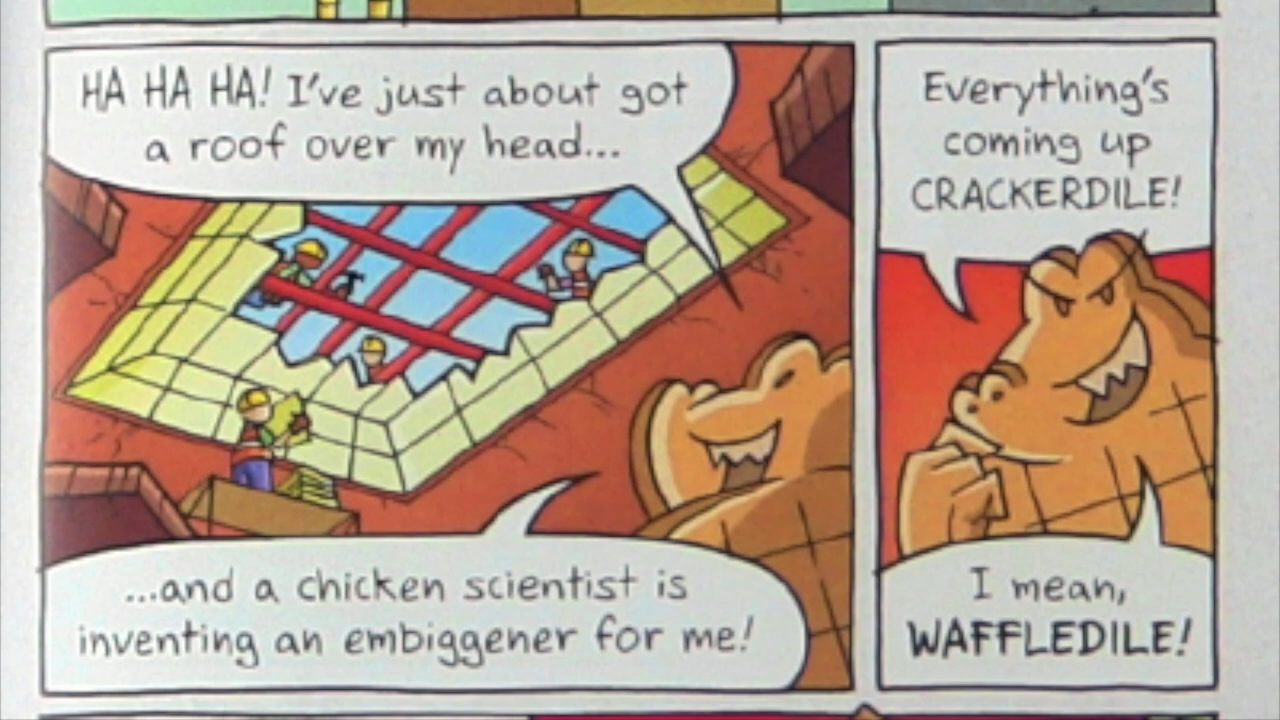 HA HA HA! I've just about got
a roof over my head...
...and a chicken scientist is
inventing an embiggener for me!
Everything's
coming up
CRACKERDILE!
I mean,
WAFFLEDILE!